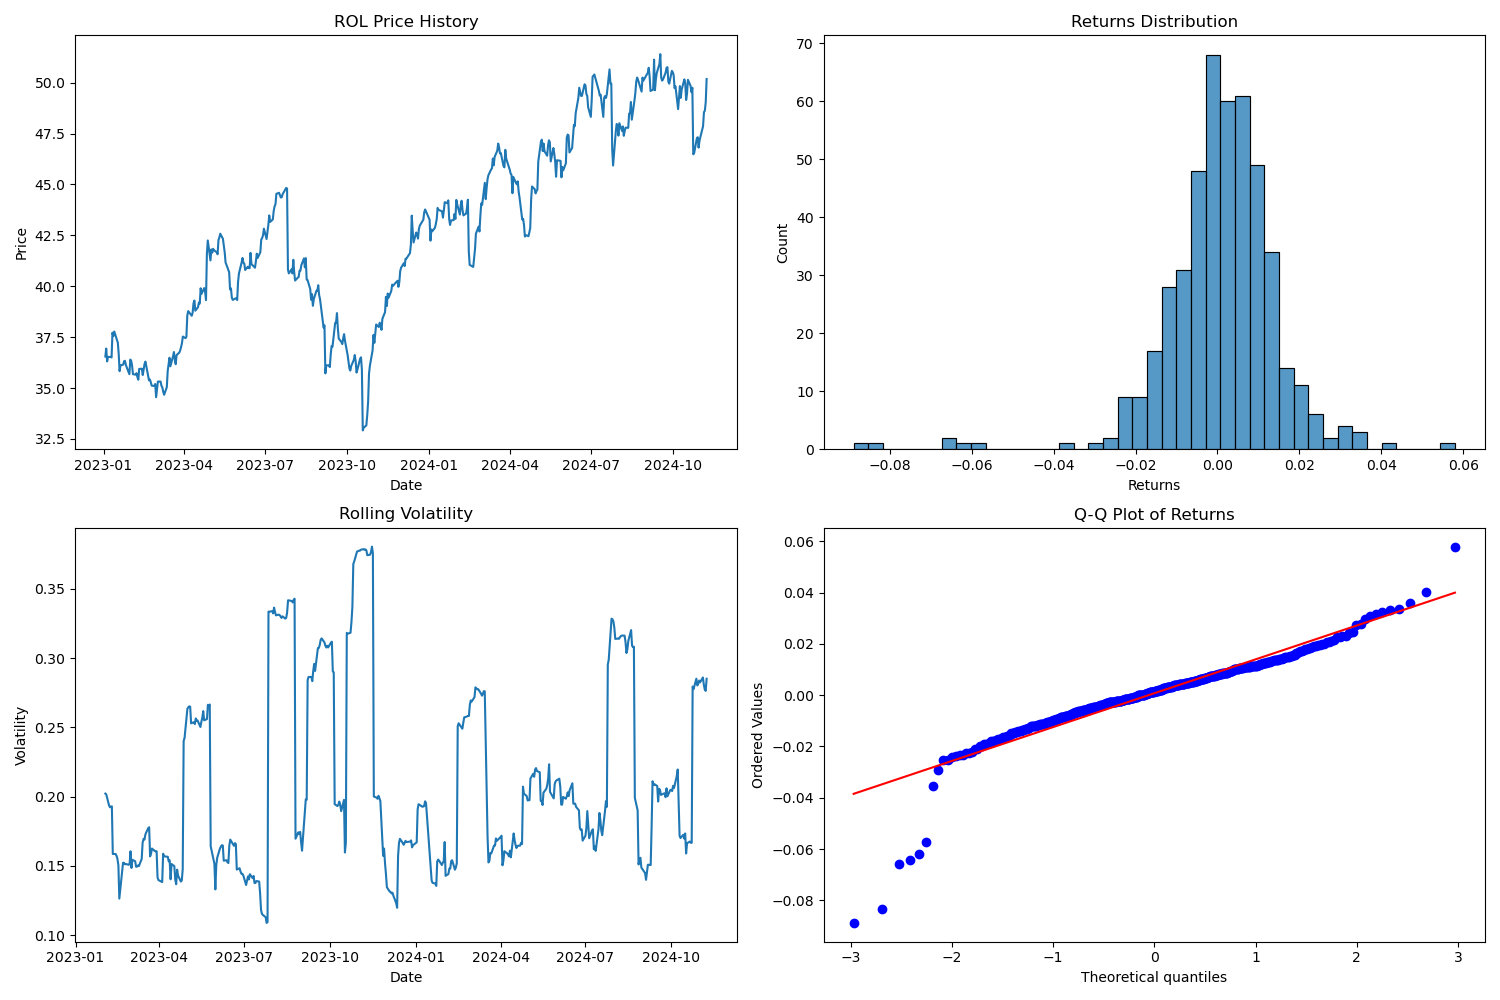 ROL Price History
Price
50.0
47.5
45.0
42.5
40.0
37.5
35.0
32.5
2023-01 2023-04 2023-07 2023-10 2024-01 2024-04 2024-07 2024-10
Date
Returns Distribution
Count
70
60
50
40
30
20
10
0
−0.08 −0.06 −0.04 −0.02 0.00 0.02 0.04 0.06
Returns
Rolling Volatility
Volatility
0.35
0.30
0.25
0.20
0.15
0.10
2023-01 2023-04 2023-07 2023-10 2024-01 2024-04 2024-07 2024-10
Date
Q-Q Plot of Returns
Ordered Values
0.06
0.04
0.02
0.00
−0.02
−0.04
−0.06
−0.08
−3 −2 −1 0 1 2 3
Theoretical quantiles